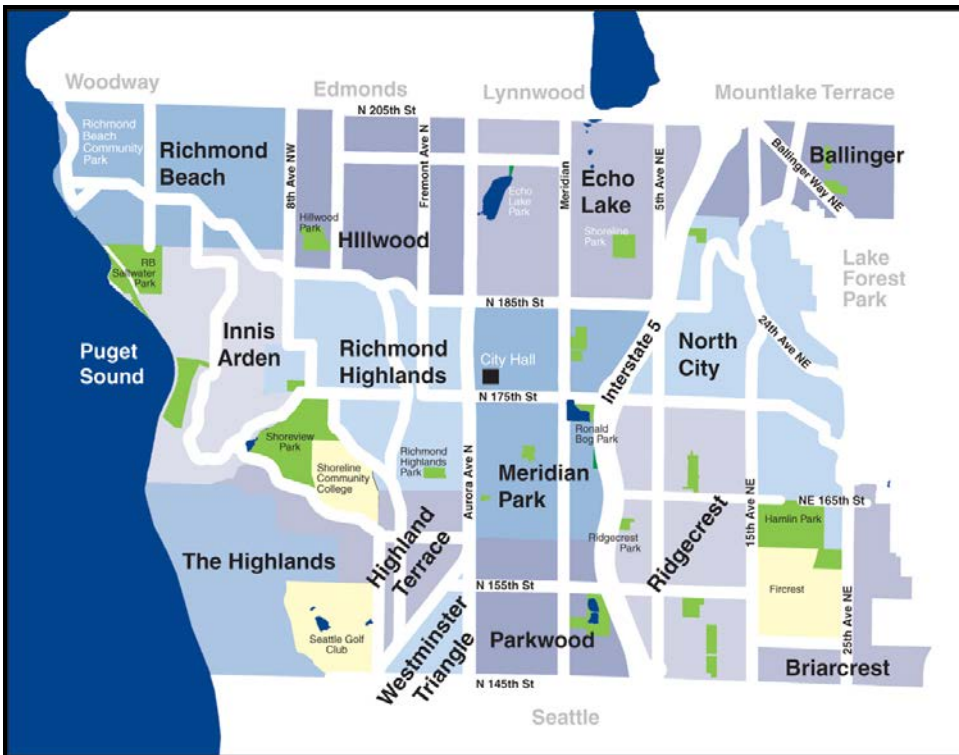 Woodway
Edmonds
Lynnwood
Mountlake Terrace
N 205th St
Richmond
Beach
Community
Park
Richmond
Beach
8th Ave NW
Fremont Ave N
Meridian
5th Ave NE
Ballinger Way NE
Ballinger
Echo
Lake
Echo
Lake
Park
Hillwood
Park
HIllwood
Shoreline
Park
Lake
Forest
Park
RB
Saltwater
Park
N 185th St
Interstate 5
24th Ave NE
Puget
Sound
Innis
Arden
Richmond
Highlands
City Hall
North
City
N 175th St
Shoreview
Park
Ronald
Bog Park
Richmond
Highlands
Park
Shoreline
Community
College
Aurora Ave N
Meridian
Park
15th Ave NE
NE 165th St
Hamlin Park
Ridgecrest
Park
Ridgecrest
The Highlands
Highland
Terrace
N 155th St
Fircrest
25th Ave NE
Seattle Golf
Club
Westminster
Triangle
Parkwood
Briarcrest
N 145th St
Seattle